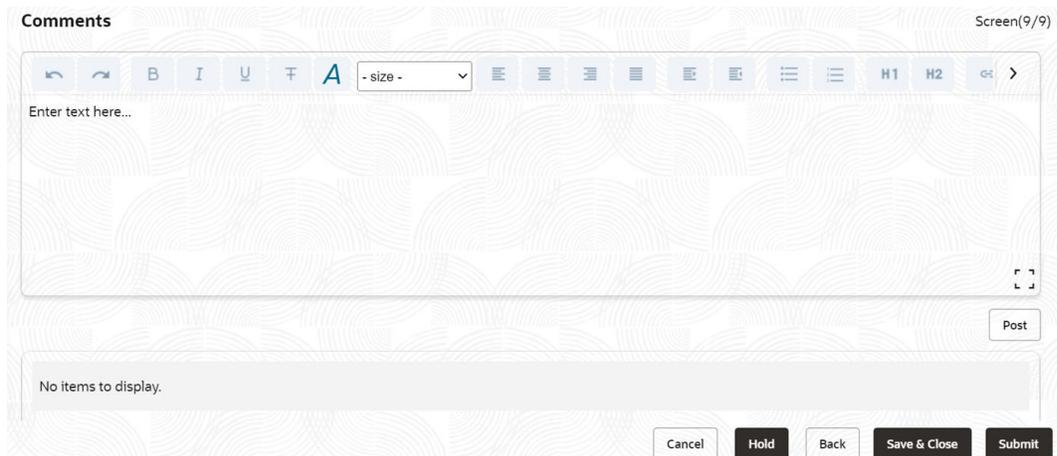 Comments
Screen(9/9)
B I U T A - size - H1 H2
Enter text here...
Post
No items to display.
Cancel Hold Back Save & Close Submit